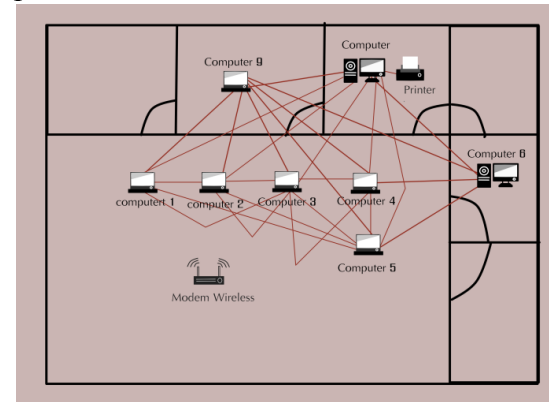 Computer
Computer 9
Printer
Computer 6
computert 1
computer 2
Computer 3
Computer 4
Computer 5
Modem Wireless